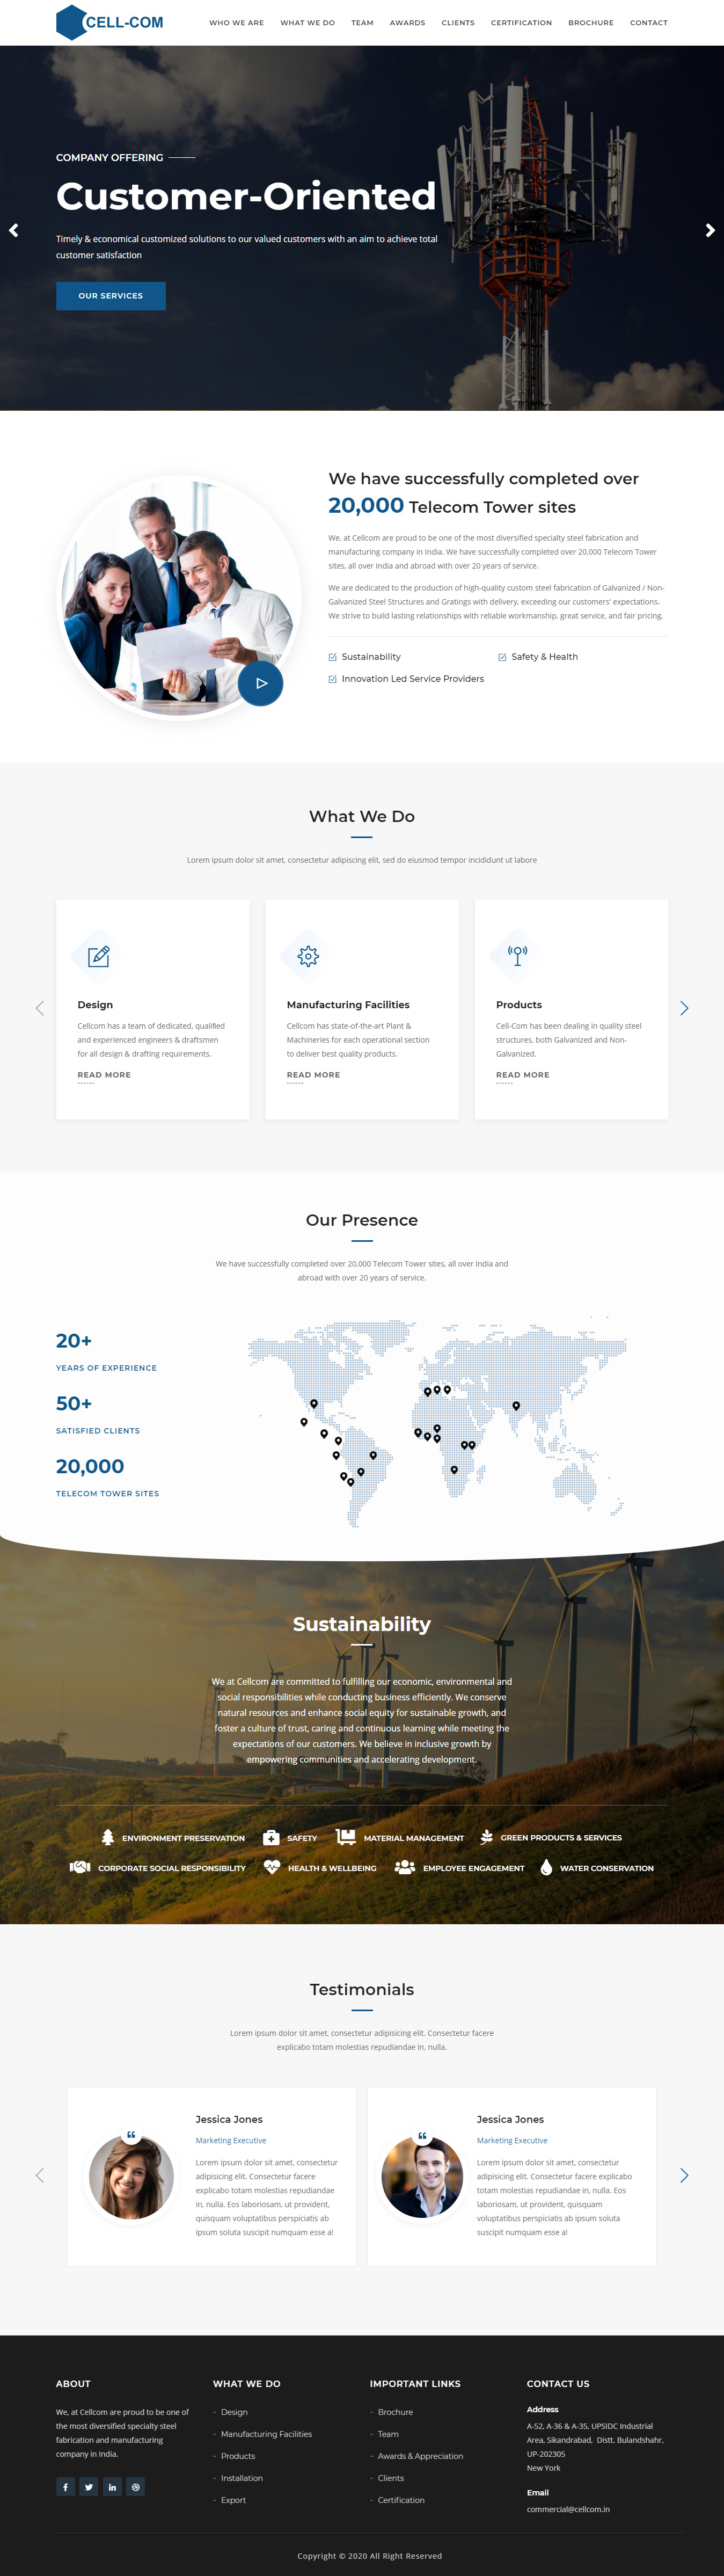 CELL-COM
WHO WE ARE WHAT WE DO TEAM AWARDS CLIENTS CERTIFICATION BROCHURE CONTACT
COMPANY OFFERING
Customer-Oriented
Timely & economical customized solutions to our valued customers with an aim to achieve total
customer satisfaction
OUR SERVICES
We have successfully completed over
20,000 Telecom Tower sites
We, at Cellcom are proud to be one of the most diversified specialty steel fabrication and
manufacturing company in India. We have successfully completed over 20,000 Telecom Tower
sites, all over India and abroad with over 20 years of service.
We are dedicated to the production of high-quality custom steel fabrication of Galvanized / Non-
Galvanized Steel Structures and Gratings with delivery, exceeding our customers' expectations.
We strive to build lasting relationships with reliable workmanship, great service, and fair pricing.
Sustainability
Safety & Health
Innovation Led Service Providers
What We Do
Lorem ipsum dolor sit amet, consectetur adipiscing elit, sed do eiusmod tempor incididunt ut labore
Design
Cellcom has a team of dedicated, qualified
and experienced engineers & draftsmen
for all design & drafting requirements.
READ MORE
Manufacturing Facilities
Cellcom has state-of-the-art Plant &
Machineries for each operational section
to deliver best quality products.
READ MORE
Products
Cell-Com has been dealing in quality steel
structures, both Galvanized and Non-
Galvanized.
READ MORE
Our Presence
We have successfully completed over 20,000 Telecom Tower sites, all over India and
abroad with over 20 years of service.
20+
YEARS OF EXPERIENCE
50+
SATISFIED CLIENTS
20,000
TELECOM TOWER SITES
Sustainability
We at Cellcom are committed to fulfilling our economic, environmental and
social responsibilities while conducting business efficiently. We conserve
natural resources and enhance social equity for sustainable growth, and
foster a culture of trust, caring and continuous learning while meeting the
expectations of our customers. We believe in inclusive growth by
empowering communities and accelerating development.
ENVIRONMENT PRESERVATION SAFETY MATERIAL MANAGEMENT GREEN PRODUCTS & SERVICES
CORPORATE SOCIAL RESPONSIBILITY HEALTH & WELLBEING EMPLOYEE ENGAGEMENT WATER CONSERVATION
Testimonials
Lorem ipsum dolor sit amet, consectetur adipisicing elit. Consectetur facere
explicabo totam molestias repudiandae in, nulla.
Jessica Jones
Marketing Executive
Lorem ipsum dolor sit amet, consectetur
adipisicing elit. Consectetur facere
explicabo totam molestias repudiandae
in, nulla. Eos laboriosam, ut provident,
quisquam voluptatibus perspiciatis ab
ipsum soluta suscipit numquam esse a!
Jessica Jones
Marketing Executive
Lorem ipsum dolor sit amet, consectetur
adipisicing elit. Consectetur facere explicabo
totam molestias repudiandae in, nulla. Eos
laboriosam, ut provident, quisquam
voluptatibus perspiciatis ab ipsum soluta
suscipit numquam esse a!
ABOUT
We, at Cellcom are proud to be one of
the most diversified specialty steel
fabrication and manufacturing
company in India.
WHAT WE DO
- Design
- Manufacturing Facilities
- Products
- Installation
- Export
IMPORTANT LINKS
- Brochure
- Team
- Awards & Appreciation
- Clients
- Certification
CONTACT US
Address
A-52, A-36 & A-35, UPSIDC Industrial
Area, Sikandrabad, Distt. Bulandshahr,
UP-202305
New York
Email
commercial@cellcom.in
Copyright © 2020 All Right Reserved